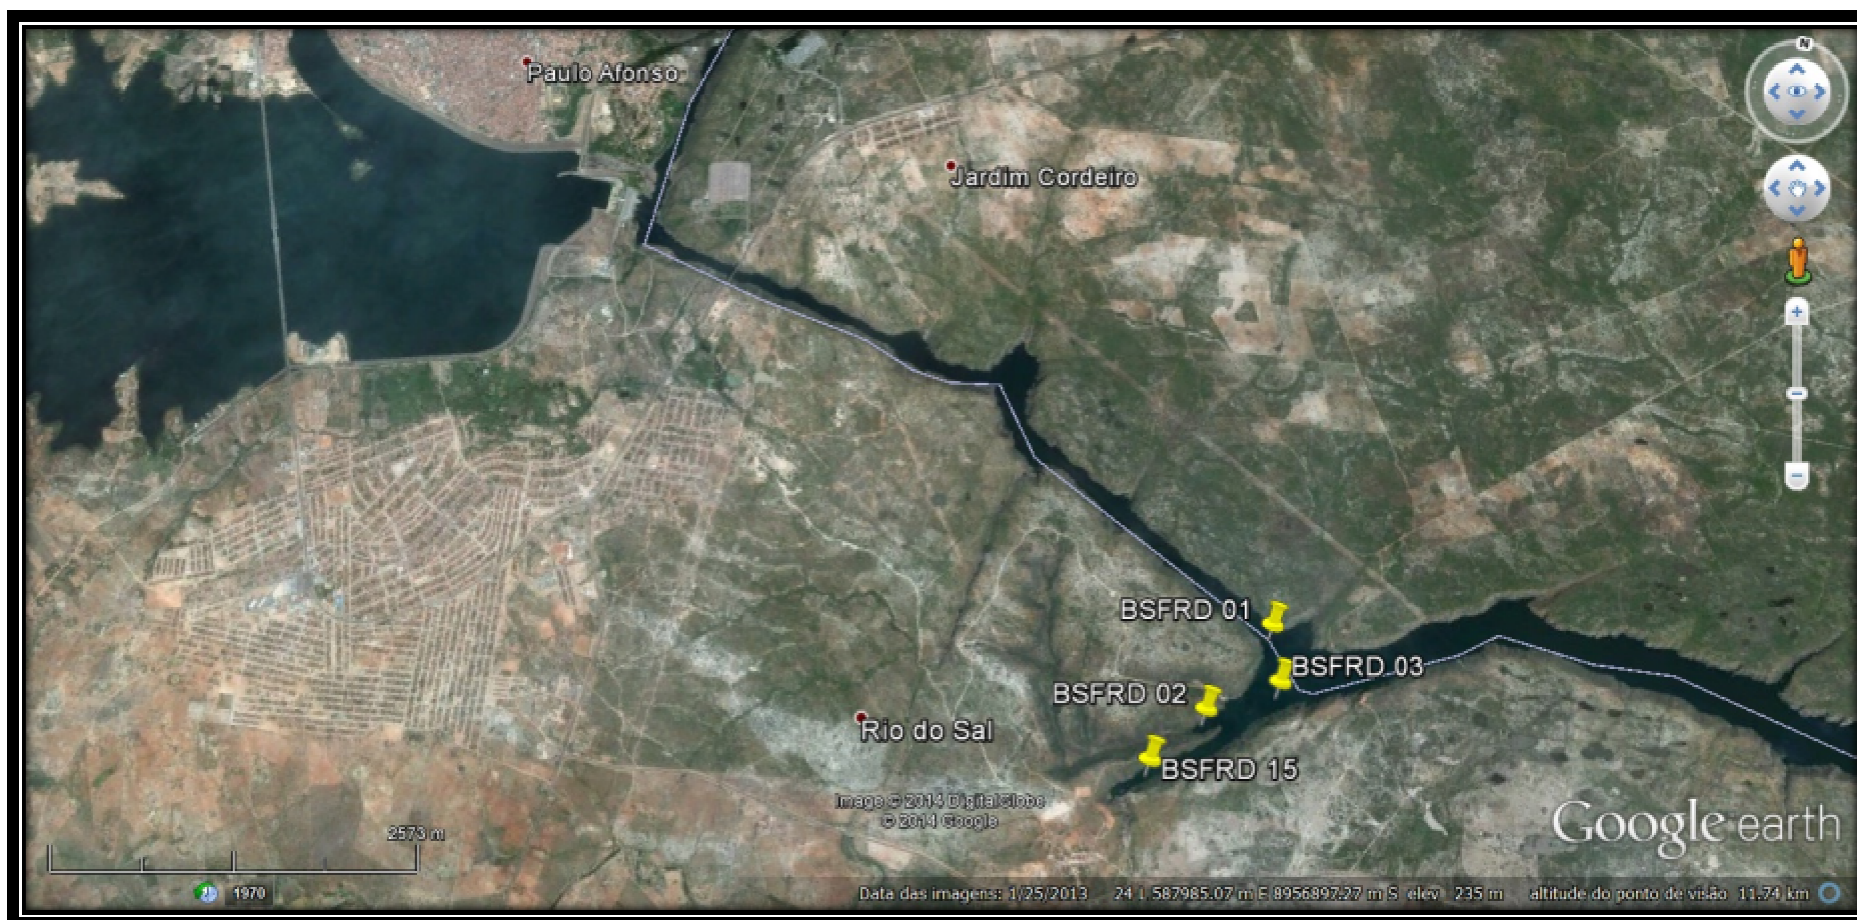 N
Paulo Afonso
Jardim Cordeiro
BSFRD 01
BSFRD 03
BSFRD 02
Rio do Sal
BSFRD 15
Image © 2014 DigitalGlobe
© 2014 Google
Google earth
2573 m
1970
Data das imagens: 1/25/2013 24 L 587985.07 m E 8956897.27 m S elev 235 m altitude do ponto de visão 11.74 km